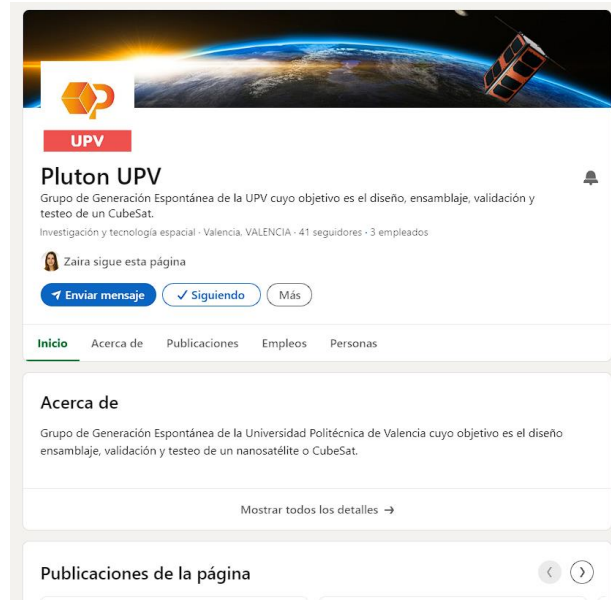 UPV
Pluton UPV
Grupo de Generación Espontánea de la UPV cuyo objetivo es el diseño, ensamblaje, validación y
testeo de un CubeSat.
Investigación y tecnología espacial · Valencia, VALENCIA · 41 seguidores · 3 empleados
Zaira sigue esta página
Enviar mensaje Siguiendo Más
Inicio Acerca de Publicaciones Empleos Personas
Acerca de
Grupo de Generación Espontánea de la Universidad Politécnica de Valencia cuyo objetivo es el diseño
ensamblaje, validación y testeo de un nanosatélite o CubeSat.
Mostrar todos los detalles →
Publicaciones de la página